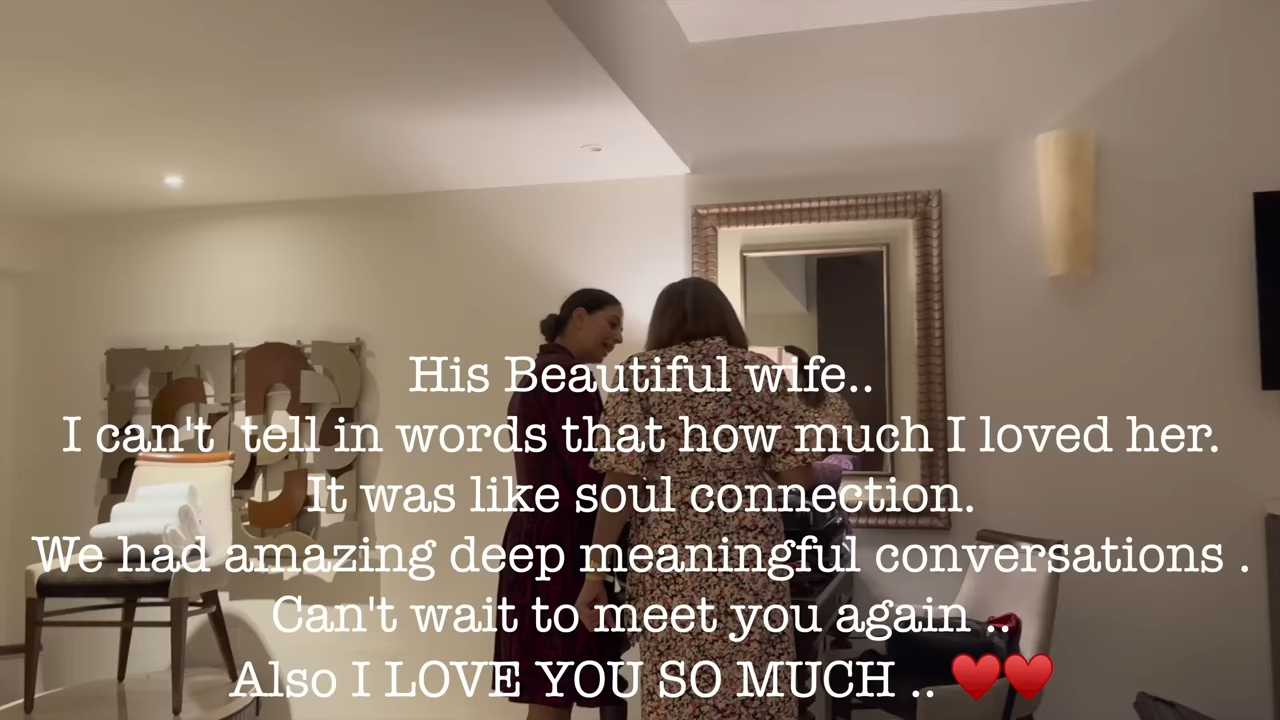 His Beautiful wife..
I can't tell in words that how much I loved her.
It was like soul connection.
We had amazing deep meaningful conversations .
Can't wait to meet you again ..
Also I LOVE YOU SO MUCH .. ♥️♥️